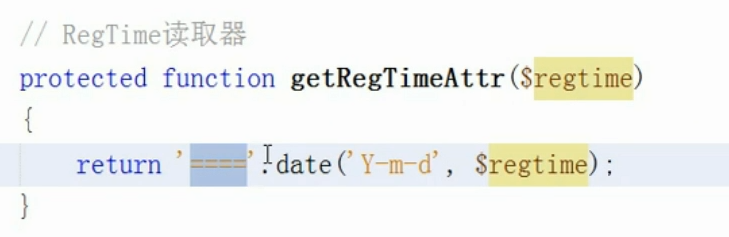 // RegTime读取器
protected function getRegTimeAttr($regtime)
{
return '===='.date('Y-m-d', $regtime);
}